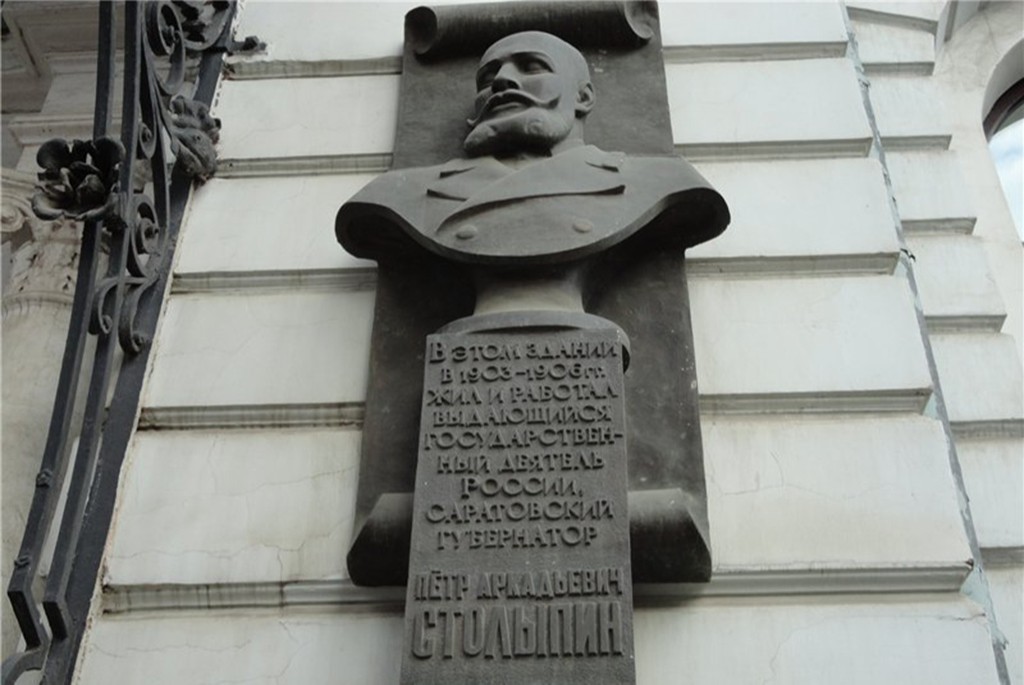 В ЭТОМ ЗДАНИИ
В 1903-1906 ГГ.
ЖИЛ И РАБОТАЛ
ВЫДАЮЩИЙСЯ
ГОСУДАРСТВЕН-
НЫЙ ДЕЯТЕЛЬ
РОССИИ,
САРАТОВСКИЙ
ГУБЕРНАТОР
ПЁТР АРКАДЬЕВИЧ
СТОЛЫПИН